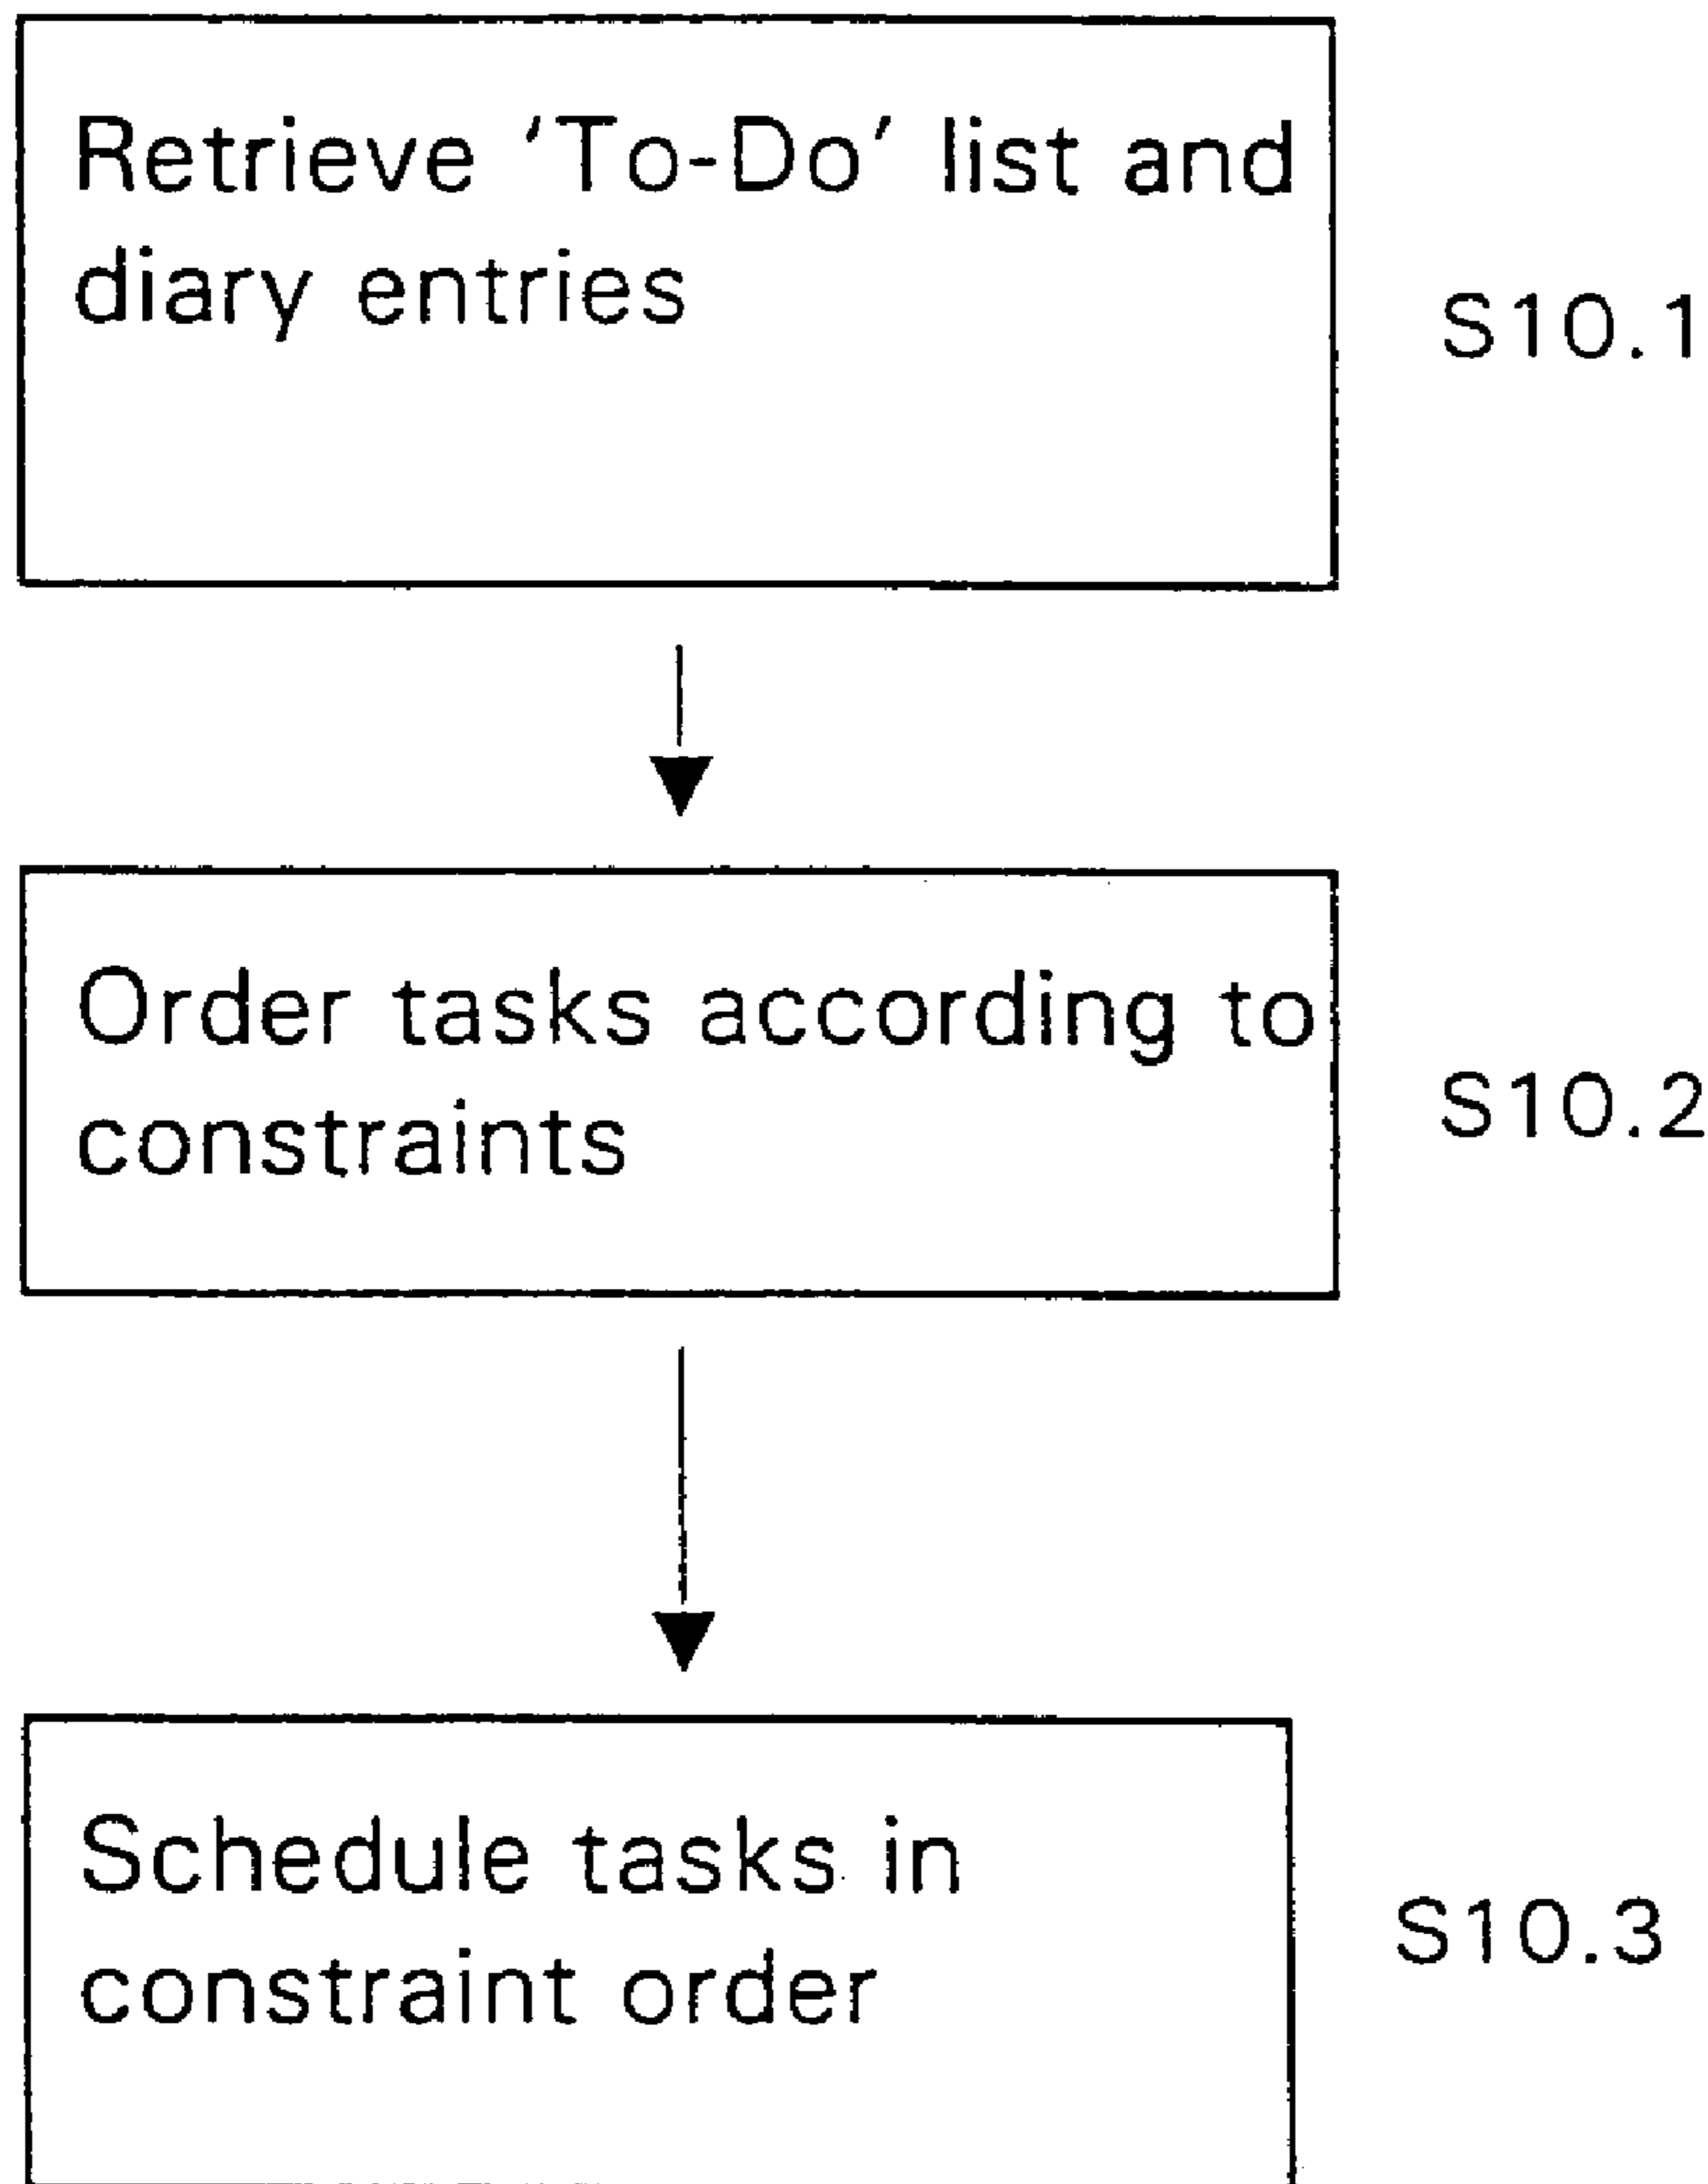 Retrieve 'To-Do' list and
diary entries
S10.1
Order tasks according to
constraints
S10.2
Schedule tasks in
constraint order
S10.3